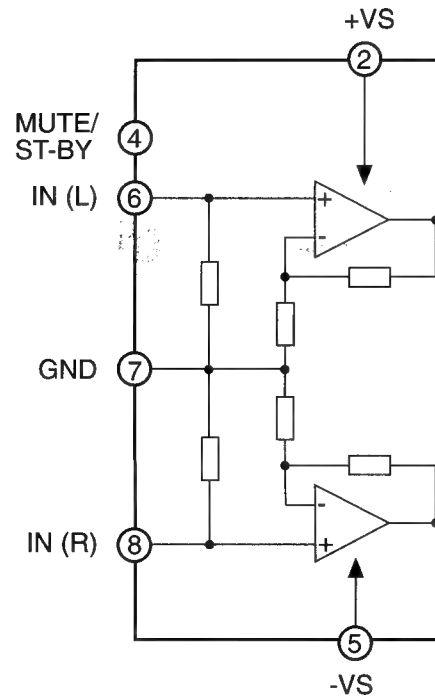 +VS
2
MUTE/
ST-BY
4
IN (L)
6
+
-
GND
7
-
IN (R)
8
+
5
-VS